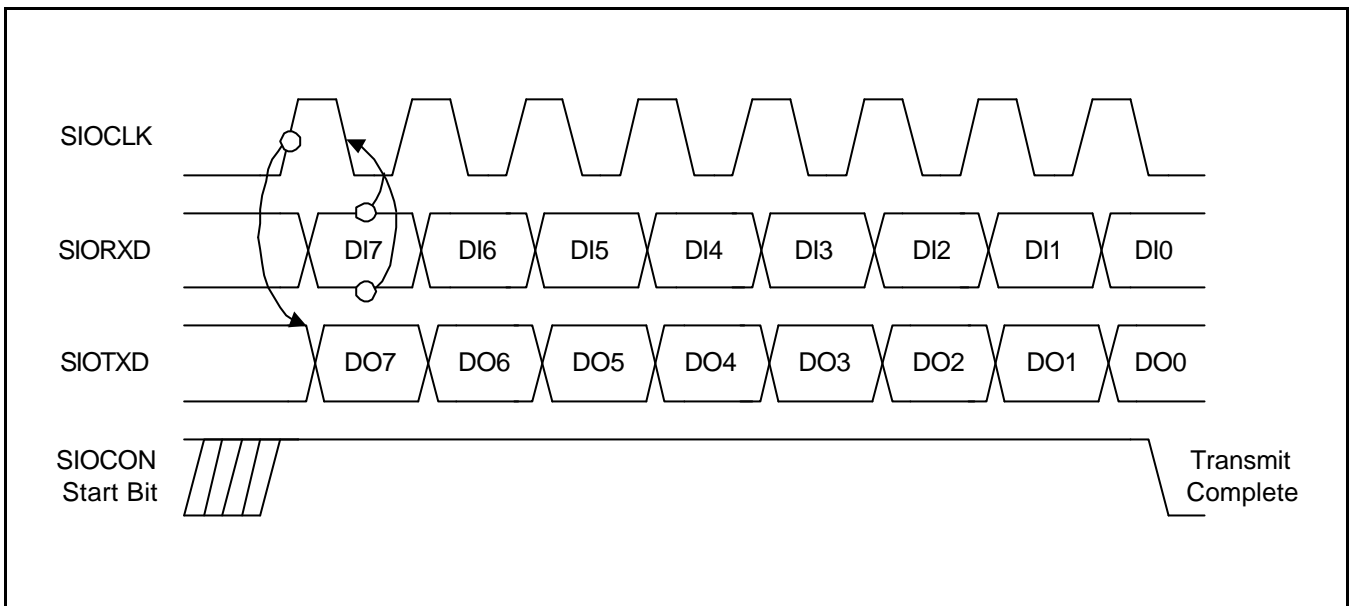 SIOCLK
SIORXD
DI7 DI6 DI5 DI4 DI3 DI2 DI1 DI0
SIOTXD
DO7 DO6 DO5 DO4 DO3 DO2 DO1 DO0
SIOCON
Start Bit
Transmit
Complete